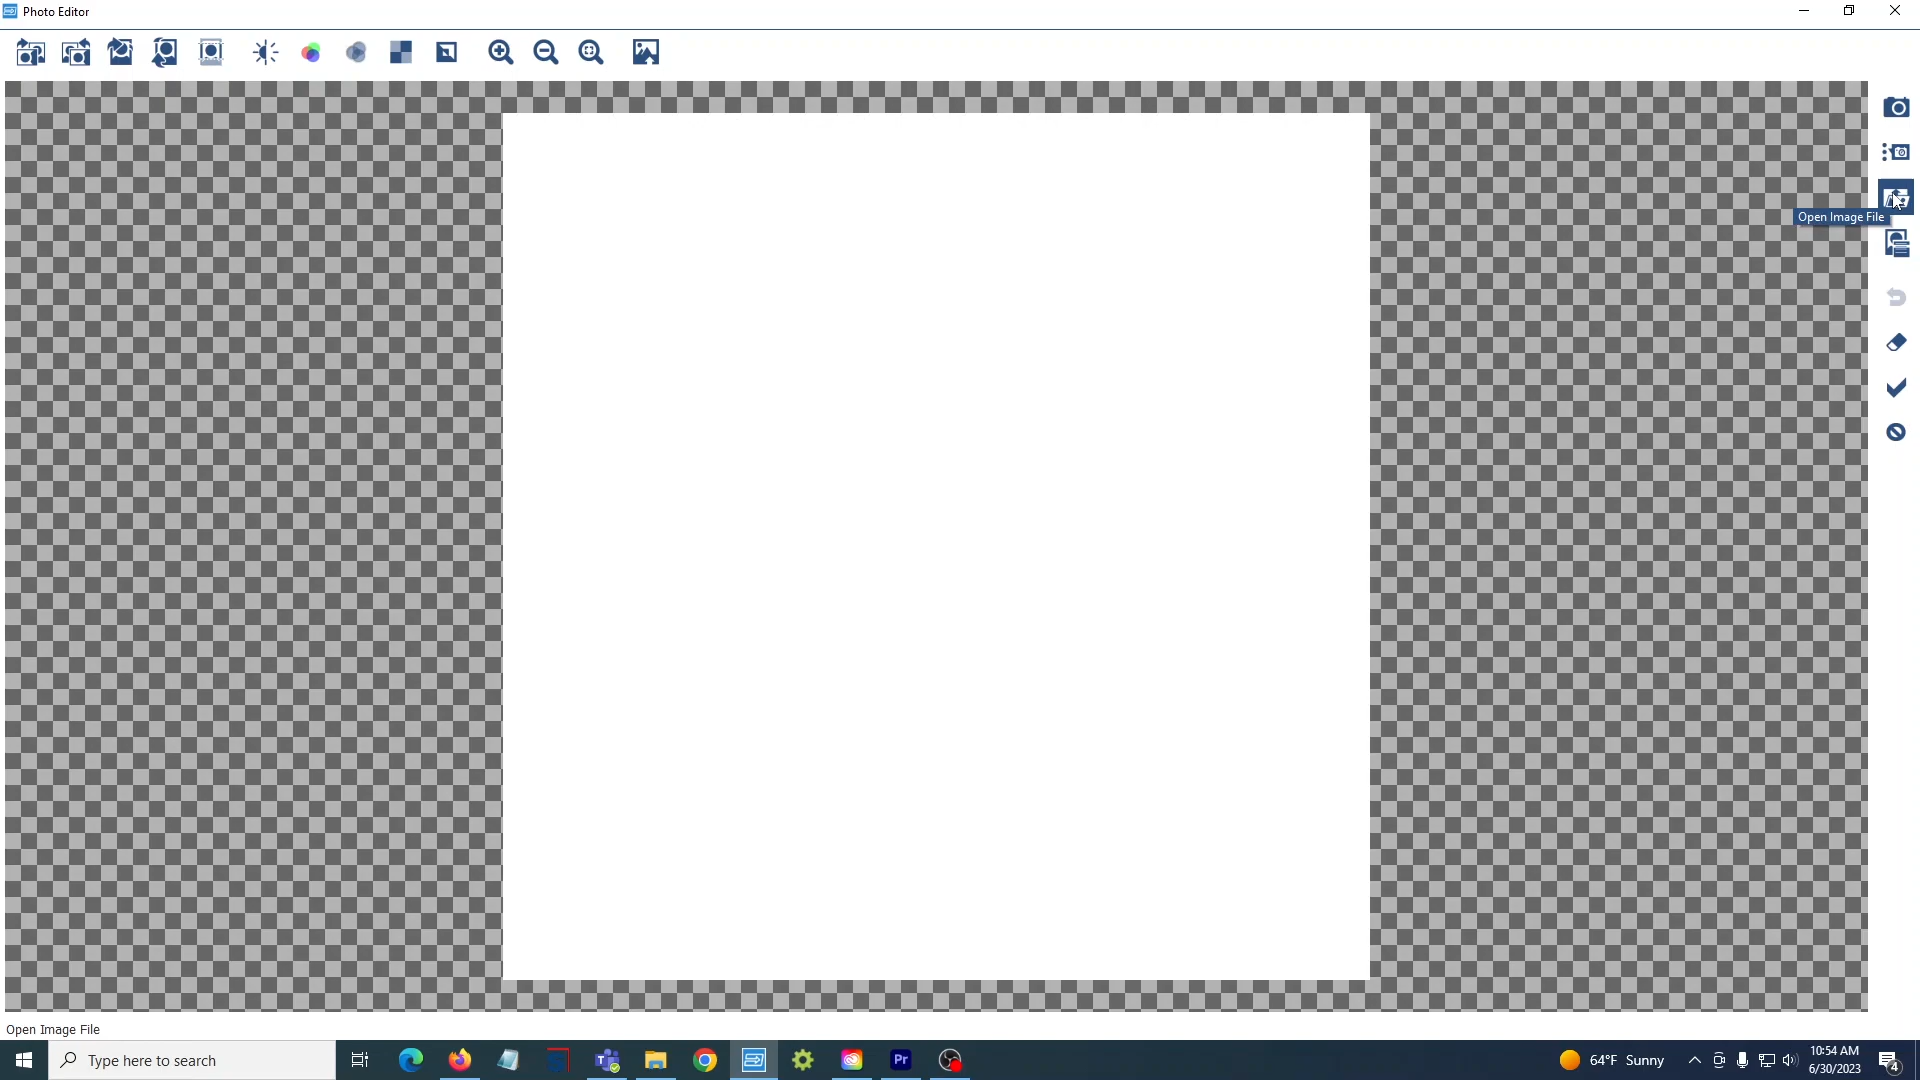 Photo Editor
Open Image File
Open Image File
Type here to search
Pr
64°F Sunny
10:54 AM
6/30/2023
4